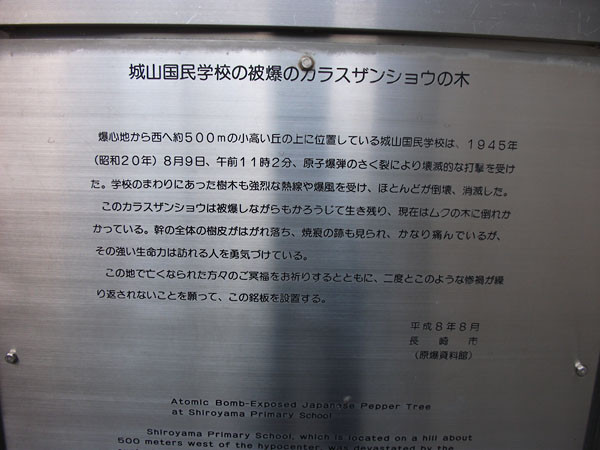 城山国民学校の被爆のカラスザンショウの木
爆心地から西へ約500mの小高い丘の上に位置している城山国民学校は、1945年
(昭和20年)8月9日、午前11時2分、原子爆弾のさく裂により壊滅的な打撃を受け
た。学校のまわりにあった樹木も強烈な熱線や爆風を受け、ほとんどが倒壊、消滅した。
このカラスザンショウは被爆しながらもかろうじて生き残り、現在はムクの木に倒れか
かっている。幹の全体の樹皮がはがれ落ち、焼痕の跡も見られ、かなり痛んでいるが、
その強い生命力は訪れる人を勇気づけている。
この地で亡くなられた方々のご冥福をお祈りするとともに、二度とこのような惨禍が繰
り返されないことを願って、この銘板を設置する。
平成8年8月
長崎市
(原爆資料館)
Atomic Bomb-Exposed Japanese Pepper Tree
at Shiroyama Primary School
Shiroyama Primary School, which is located on a hill about
500 meters west of the hypocenter, was devastated by the